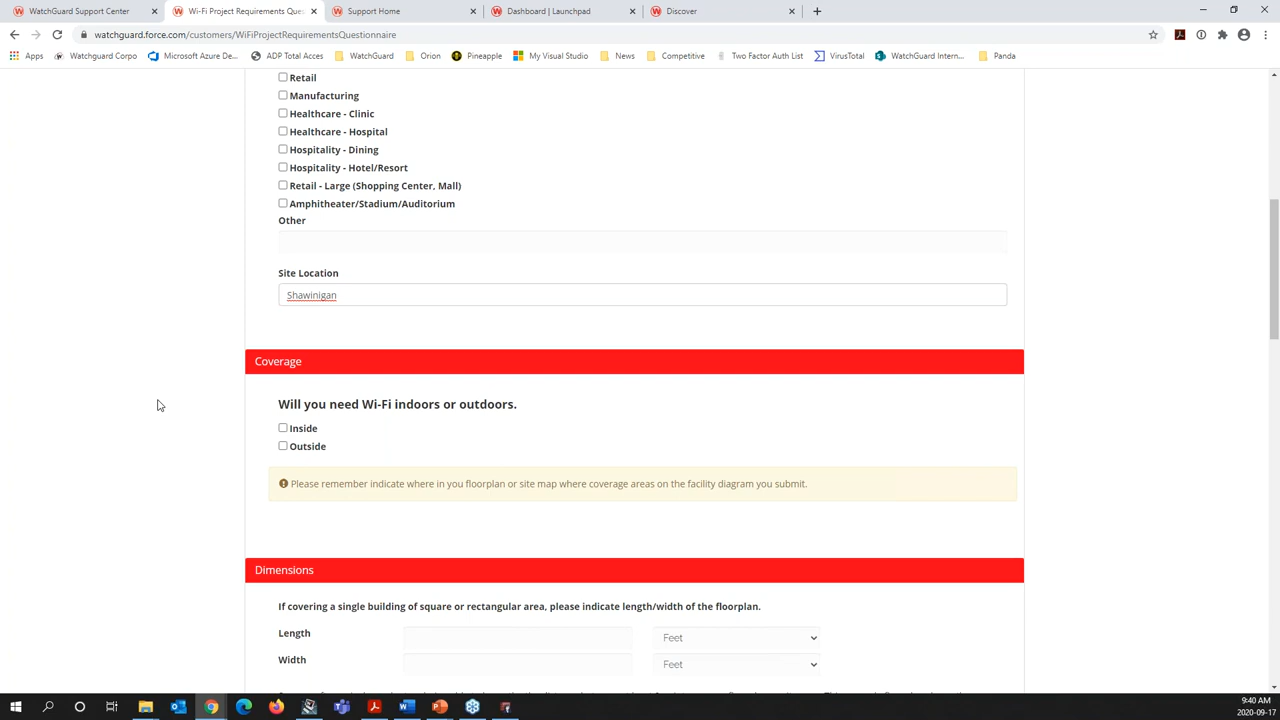 WatchGuard Support Center
Wi-Fi Project Requirements Ques
Support Home
Dashboard | Launchpad
Discover
watchguard.force.com/customers/WiFiProjectRequirementsQuestionnaire
Apps
WatchGuard Corpo
Microsoft Azure De...
ADP Total Acces
WatchGuard
Orion
Pineapple
My Visual Studio
News
Competitive
Two Factor Auth List
VirusTotal
WatchGuard Intern...
Panda
Retail
Manufacturing
Healthcare - Clinic
Healthcare - Hospital
Hospitality - Dining
Hospitality - Hotel/Resort
Retail - Large (Shopping Center, Mall)
Amphitheater/Stadium/Auditorium
Other
Site Location
Shawinigan
Coverage
Will you need Wi-Fi indoors or outdoors.
Inside
Outside
Please remember indicate where in you floorplan or site map where coverage areas on the facility diagram you submit.
Dimensions
If covering a single building of square or rectangular area, please indicate length/width of the floorplan.
Length
Feet
Width
Feet
9:40 AM
2020-09-17